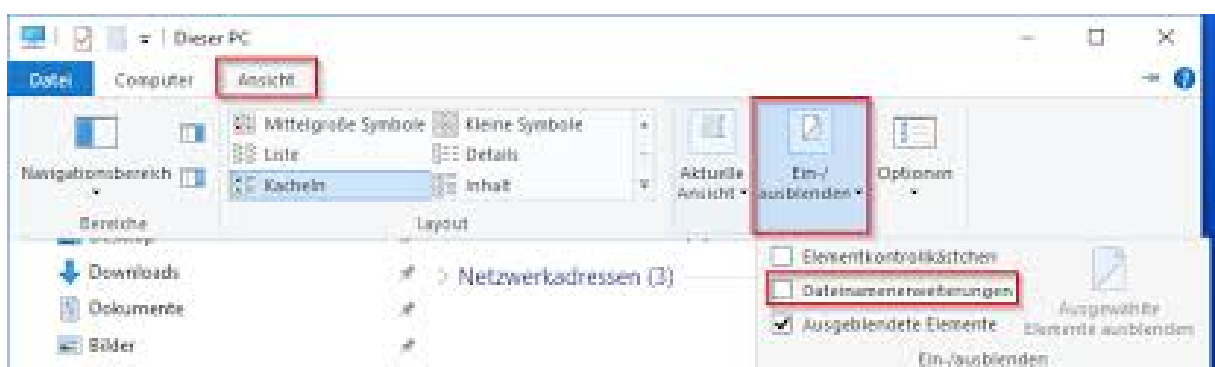 Dieser PC
Datei Computer Ansicht
Mittelgroße Symbole Kleine Symbole
Liste Details
Kacheln Inhalt
Navigationsbereich
Aktuelle Ansicht
Ein-/ausblenden
Optionen
Bereiche Layout
Desktop
Downloads
Dokumente
Bilder
Netzwerkadressen (3)
Elementkontrollkästchen
Dateinamenerweiterungen
Ausgeblendete Elemente
Ausgewählte
Elemente ausblenden
Ein-/ausblenden